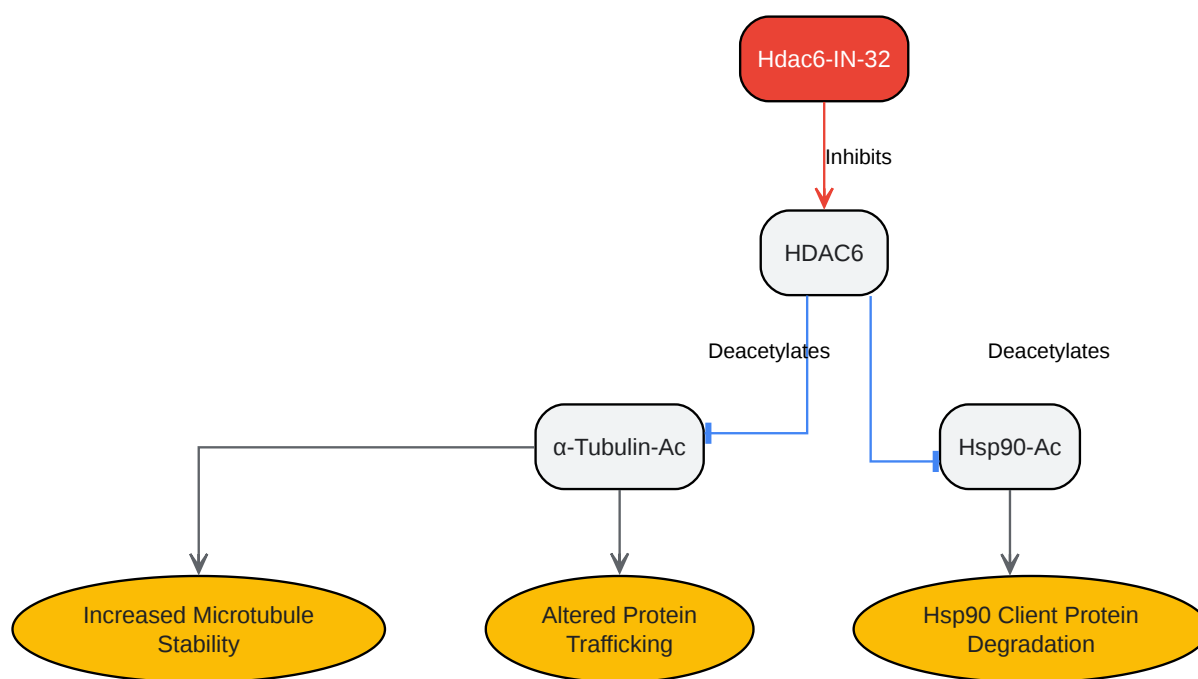 Hdac6-IN-32
Inhibits
HDAC6
Deacetylates
Deacetylates
α-Tubulin-Ac
Hsp90-Ac
Increased Microtubule
Stability
Altered Protein
Trafficking
Hsp90 Client Protein
Degradation